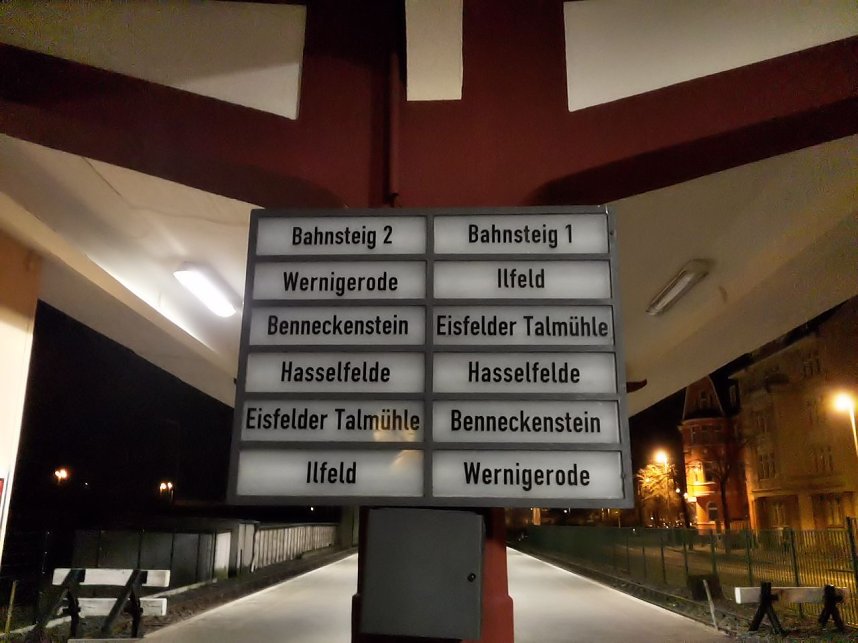 Bahnsteig 2 Bahnsteig 1
Wernigerode Ilfeld
Benneckenstein Eisfelder Talmühle
Hasselfelde Hasselfelde
Eisfelder Talmühle Benneckenstein
Ilfeld Wernigerode